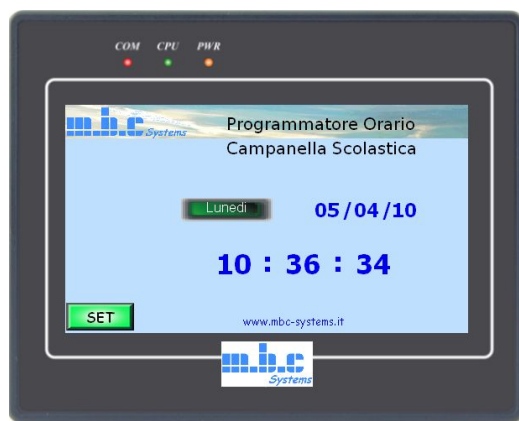 COM CPU PWR
m.b.c
Systems
Programmatore Orario
Campanella Scolastica
Lunedi
05/04/10
10 : 36 : 34
SET
www.mbc-systems.it
m.b.c
Systems